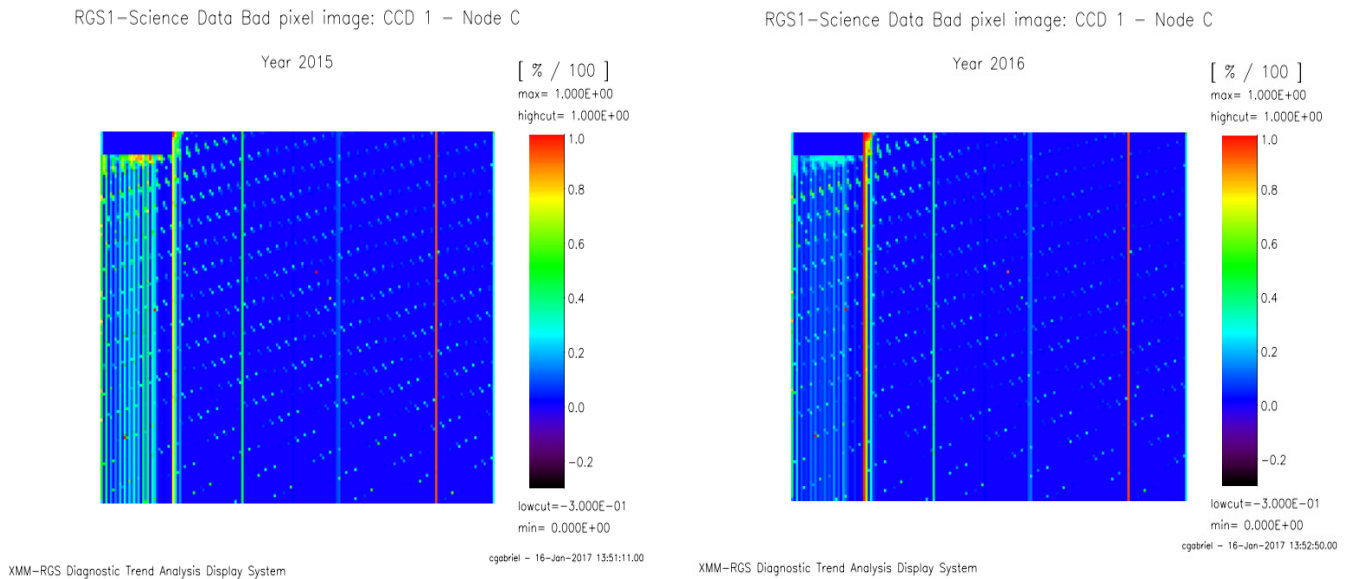 RGS1-Science Data Bad pixel image: CCD 1 - Node C
Year 2015
[ % / 100 ]
max= 1.000E+00
highcut= 1.000E+00
1.0
0.8
0.6
0.4
0.2
0.0
-0.2
lowcut=-3.000E-01
min= 0.000E+00
cgabriel - 16-Jan-2017 13:51:11.00
XMM-RGS Diagnostic Trend Analysis Display System
RGS1-Science Data Bad pixel image: CCD 1 - Node C
Year 2016
[ % / 100 ]
max= 1.000E+00
highcut= 1.000E+00
1.0
0.8
0.6
0.4
0.2
0.0
-0.2
lowcut=-3.000E-01
min= 0.000E+00
cgabriel - 16-Jan-2017 13:52:50.00
XMM-RGS Diagnostic Trend Analysis Display System